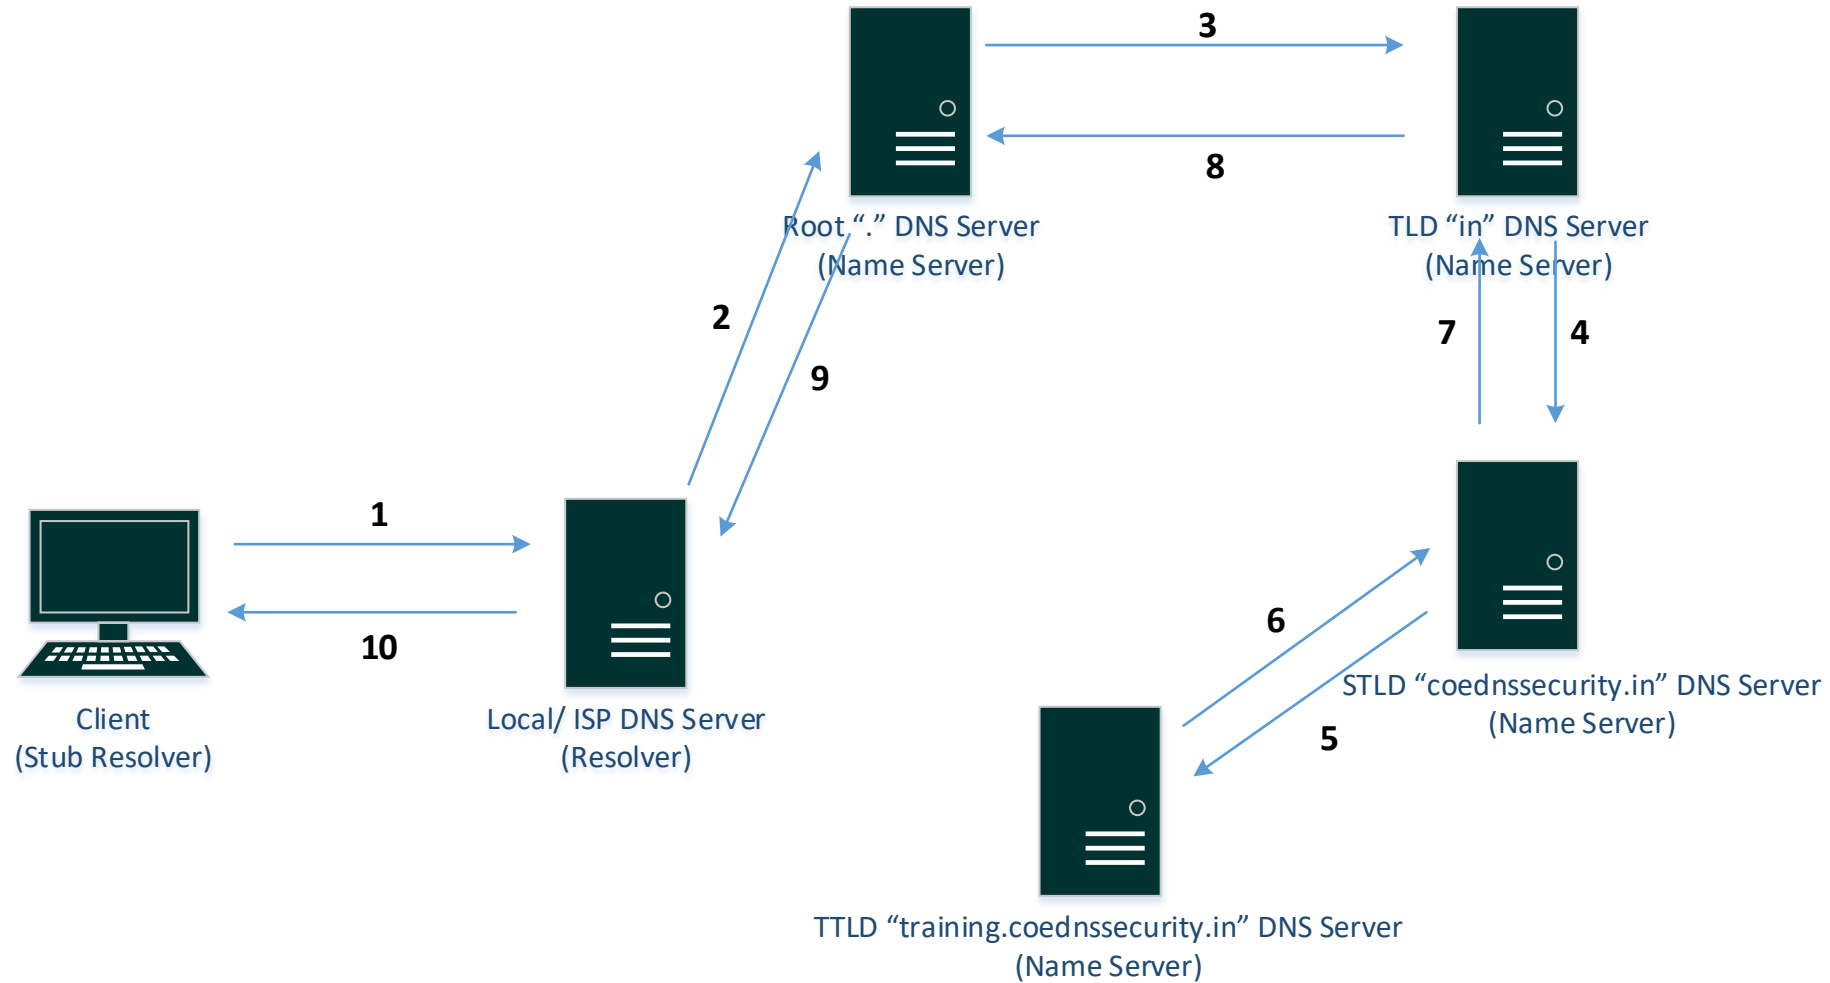 3
8
Root “.” DNS Server
(Name Server)
TLD “in” DNS Server
(Name Server)
2
9
7
4
1
10
6
5
Client
(Stub Resolver)
Local/ ISP DNS Server
(Resolver)
STLD “coednssecurity.in” DNS Server
(Name Server)
TTLD “training.coednssecurity.in” DNS Server
(Name Server)